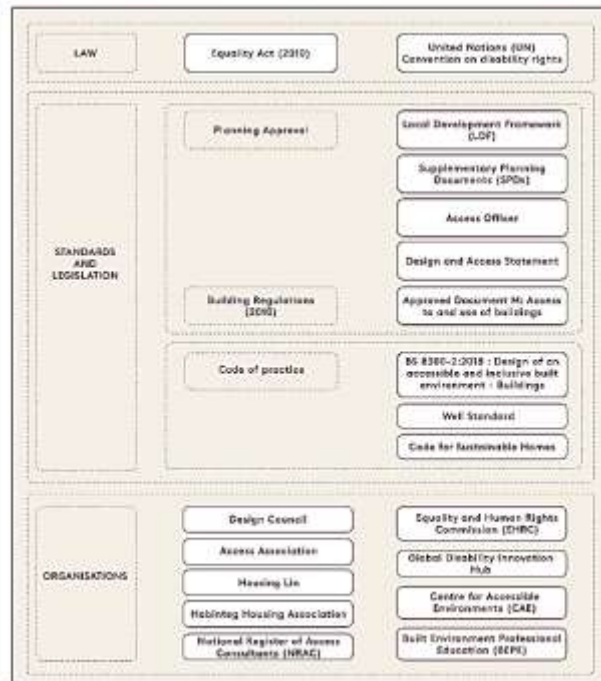 LAW
Equality Act (2010)
United Nations (UN)
Convention on disability rights
STANDARDS
AND
LEGISLATION
Planning Approval
Local Development Framework
(LDF)
Supplementary Planning
Documents (SPDs)
Access Officer
Design and Access Statement
Building Regulations
(2010)
Approved Document M: Access
to and use of buildings
Code of practice
BS 8300-2:2018 : Design of an
accessible and inclusive built
environment - Buildings
Well Standard
Code for Sustainable Homes
ORGANISATIONS
Design Council
Access Association
Housing Lin
Habinteg Housing Association
National Register of Access
Consultants (NRAC)
Equality and Human Rights
Commission (EHRC)
Global Disability Innovation
Hub
Centre for Accessible
Environments (CAE)
Built Environment Professional
Education (BEPE)